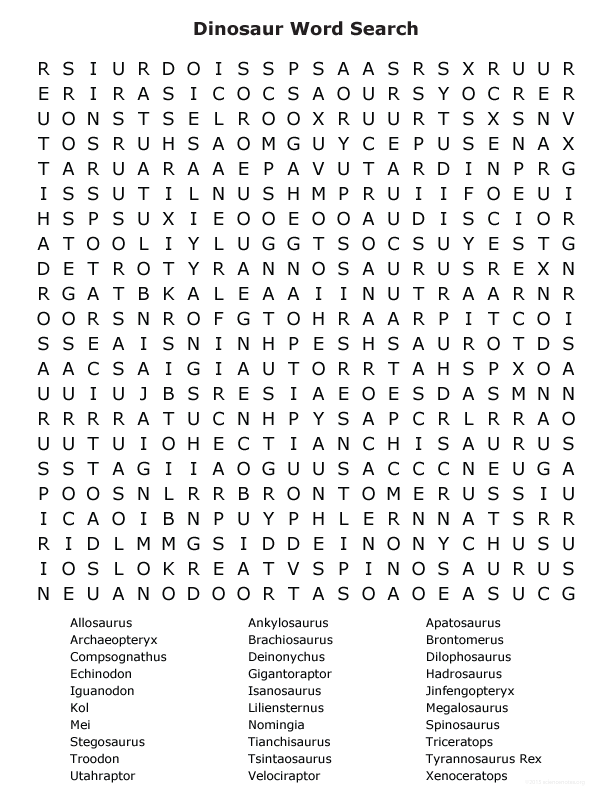 Dinosaur Word Search
R S I U R D O I S S P S A A S R S X R U U R
E R I R A S I C O C S A O U R S Y O C R E R
U O N S T S E L R O O X R U U R T S X S N V
T O S R U H S A O M G U Y C E P U S E N A X
T A R U A R A A E P A V U T A R D I N P R G
I S S U T I L N U S H M P R U I I F O E U I
H S P S U X I E O O E O O A U D I S C I O R
A T O O L I Y L U G G T S O C S U Y E S T G
D E T R O T Y R A N N O S A U R U S R E X N
R G A T B K A L E A A I I N U T R A A R N R
O O R S N R O F G T O H R A A R P I T C O I
S S E A I S N I N H P E S H S A U R O T D S
A A C S A I G I A U T O R R T A H S P X O A
U U I U J B S R E S I A E O E S D A S M N N
R R R R A T U C N H P Y S A P C R L R R A O
U U T U I O H E C T I A N C H I S A U R U S
S S T A G I I A O G U U S A C C C N E U G A
P O O S N L R R B R O N T O M E R U S S I U
I C A O I B N P U Y P H L E R N N A T S R R
R I D L M M G S I D D E I N O N Y C H U S U
I O S L O K R E A T V S P I N O S A U R U S
N E U A N O D O O R T A S O A O E A S U C G
Allosaurus Ankylosaurus Apatosaurus
Archaeopteryx Brachiosaurus Brontomerus
Compsognathus Deinonychus Dilophosaurus
Echinodon Gigantoraptor Hadrosaurus
Iguanodon Isanosaurus Jinfengopteryx
Kol Liliensternus Megalosaurus
Mei Nomingia Spinosaurus
Stegosaurus Tianchisaurus Triceratops
Troodon Tsintaosaurus Tyrannosaurus Rex
Utahraptor Velociraptor Xenoceratops